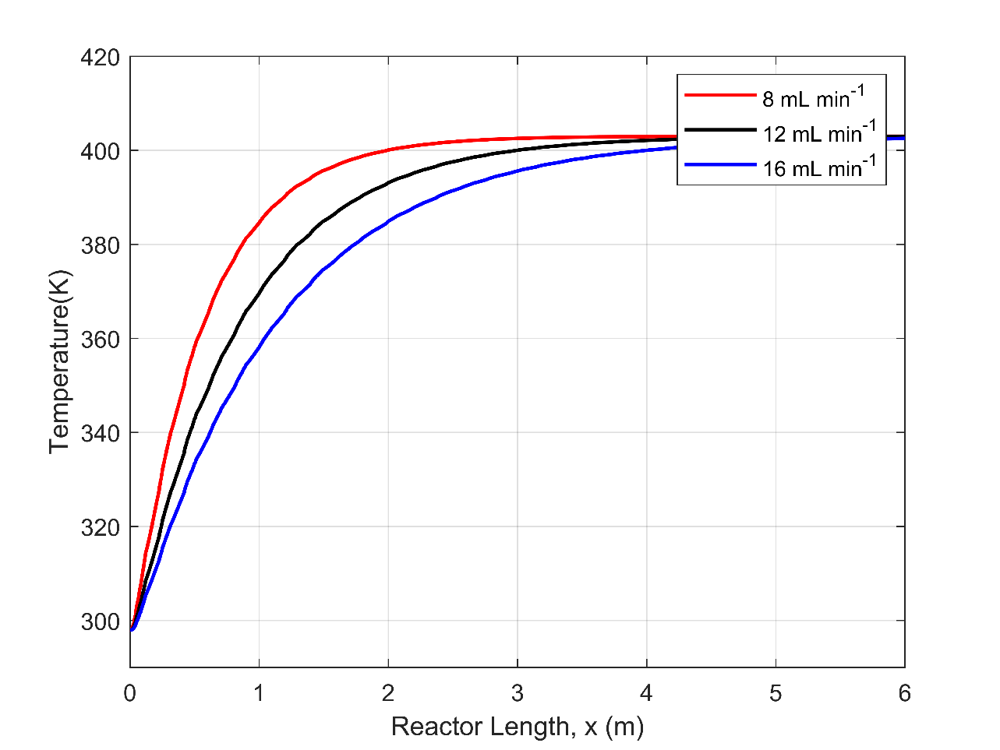 420
400
380
360
340
320
300
Temperature(K)
8 mL min⁻¹
12 mL min⁻¹
16 mL min⁻¹
0 1 2 3 4 5 6
Reactor Length, x (m)